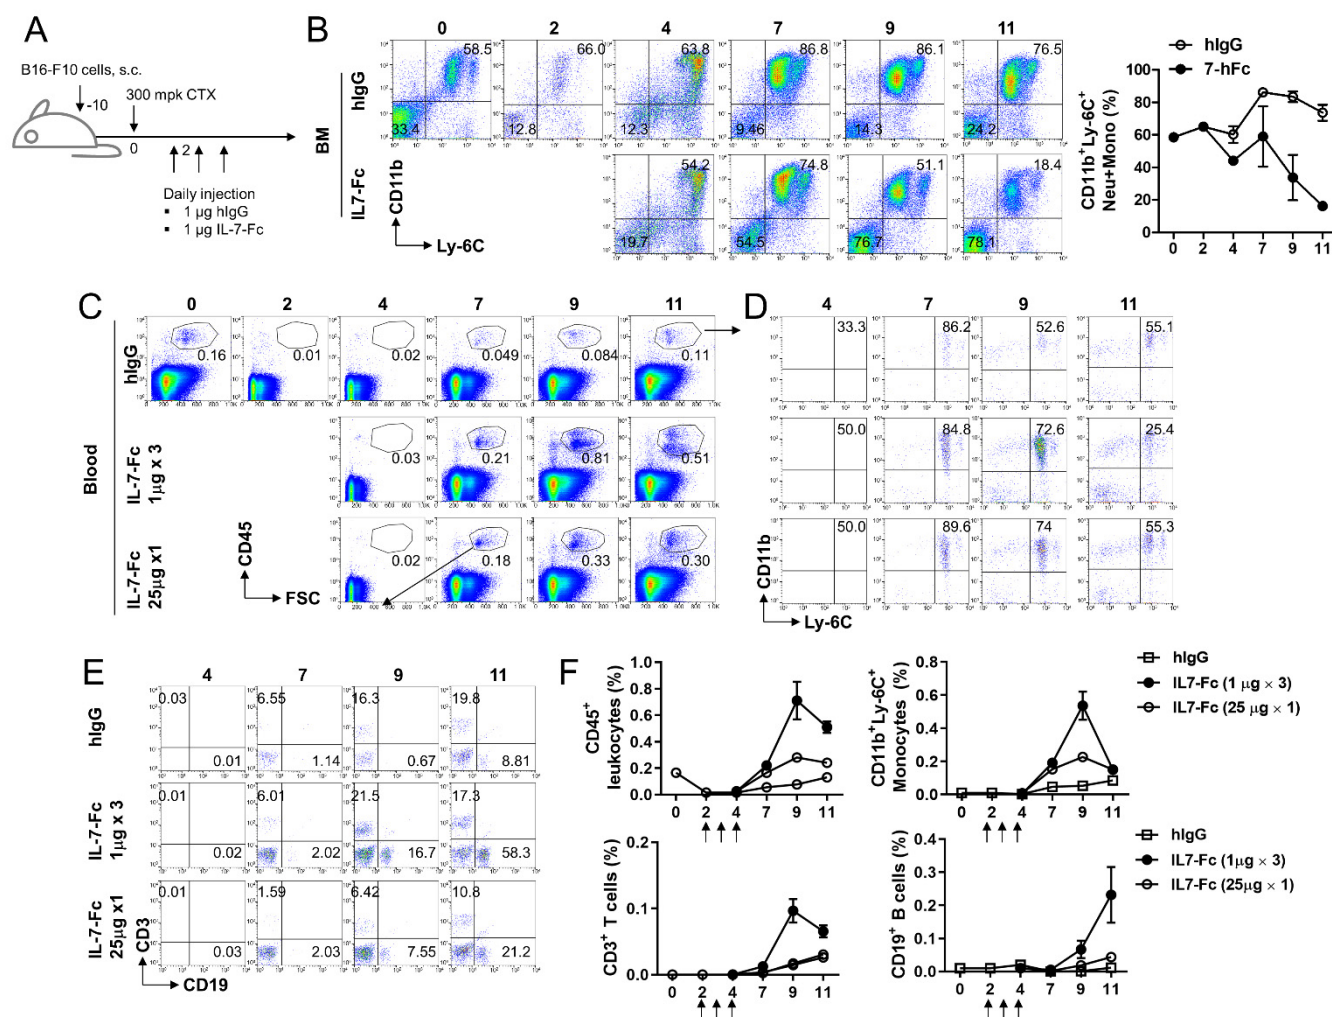 A
B16-F10 cells, s.c.
-10
300 mpk CTX
0
2
Daily injection
▪ 1 µg hIgG
▪ 1 µg IL-7-Fc
B
0 2 4 7 9 11
BM
hIgG
58.5 66.0 63.8 86.8 86.1 76.5
33.4 12.8 12.3 9.46 14.3 24.2
IL7-Fc
54.2 74.8 51.1 18.4
19.7 54.5 76.7 78.1
CD11b
Ly-6C
hIgG
7-hFc
CD11b+Ly-6C+
Neu+Mono (%)
100
80
60
40
20
0
0 2 4 7 9 11
C
0 2 4 7 9 11
Blood
hIgG
0.16 0.01 0.02 0.049 0.084 0.11
IL-7-Fc
1µg x 3
0.03 0.21 0.81 0.51
IL-7-Fc
25µg x1
0.02 0.18 0.33 0.30
CD45
FSC
D
4 7 9 11
33.3 86.2 52.6 55.1
50.0 84.8 72.6 25.4
50.0 89.6 74 55.3
CD11b
Ly-6C
E
4 7 9 11
hIgG
0.03 6.55 16.3 19.8
0.01 1.14 0.67 8.81
IL-7-Fc
1µg x 3
0.01 6.01 21.5 17.3
0.02 2.02 16.7 58.3
IL-7-Fc
25µg x1
0.01 1.59 6.42 10.8
0.03 2.03 7.55 21.2
CD3
CD19
F
CD45+
leukocytes (%)
1.0
0.8
0.6
0.4
0.2
0.0
0 2 4 7 9 11
CD11b+Ly-6C+
Monocytes (%)
0.8
0.6
0.4
0.2
0.0
0 2 4 7 9 11
hIgG
IL7-Fc (1 µg × 3)
IL7-Fc (25 µg × 1)
CD3+ T cells (%)
0.2
0.1
0.0
0 2 4 7 9 11
CD19+ B cells (%)
0.4
0.3
0.2
0.1
0.0
0 2 4 7 9 11
hIgG
IL7-Fc (1µg × 3)
IL7-Fc (25µg × 1)